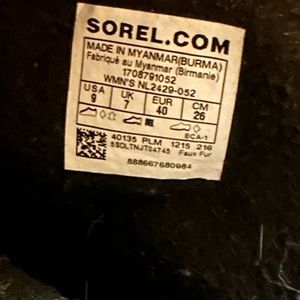 SOREL.COM
MADE IN MYANMAR(BURMA)
Fabriqué au Myanmar (Birmanie)
1708791052
WMN'S NL2429-052
USA UK EUR CM
9 7 40 26
ECA-1
40135 PLM 1215 216
SSDLTNJT04745 Faux Fur
888667680984